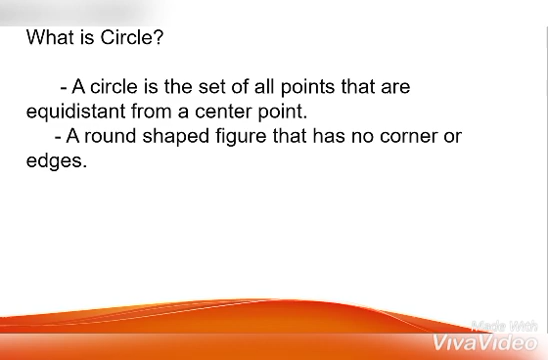 What is Circle?
- A circle is the set of all points that are
equidistant from a center point.
- A round shaped figure that has no corner or
edges.
Made With
VivaVideo